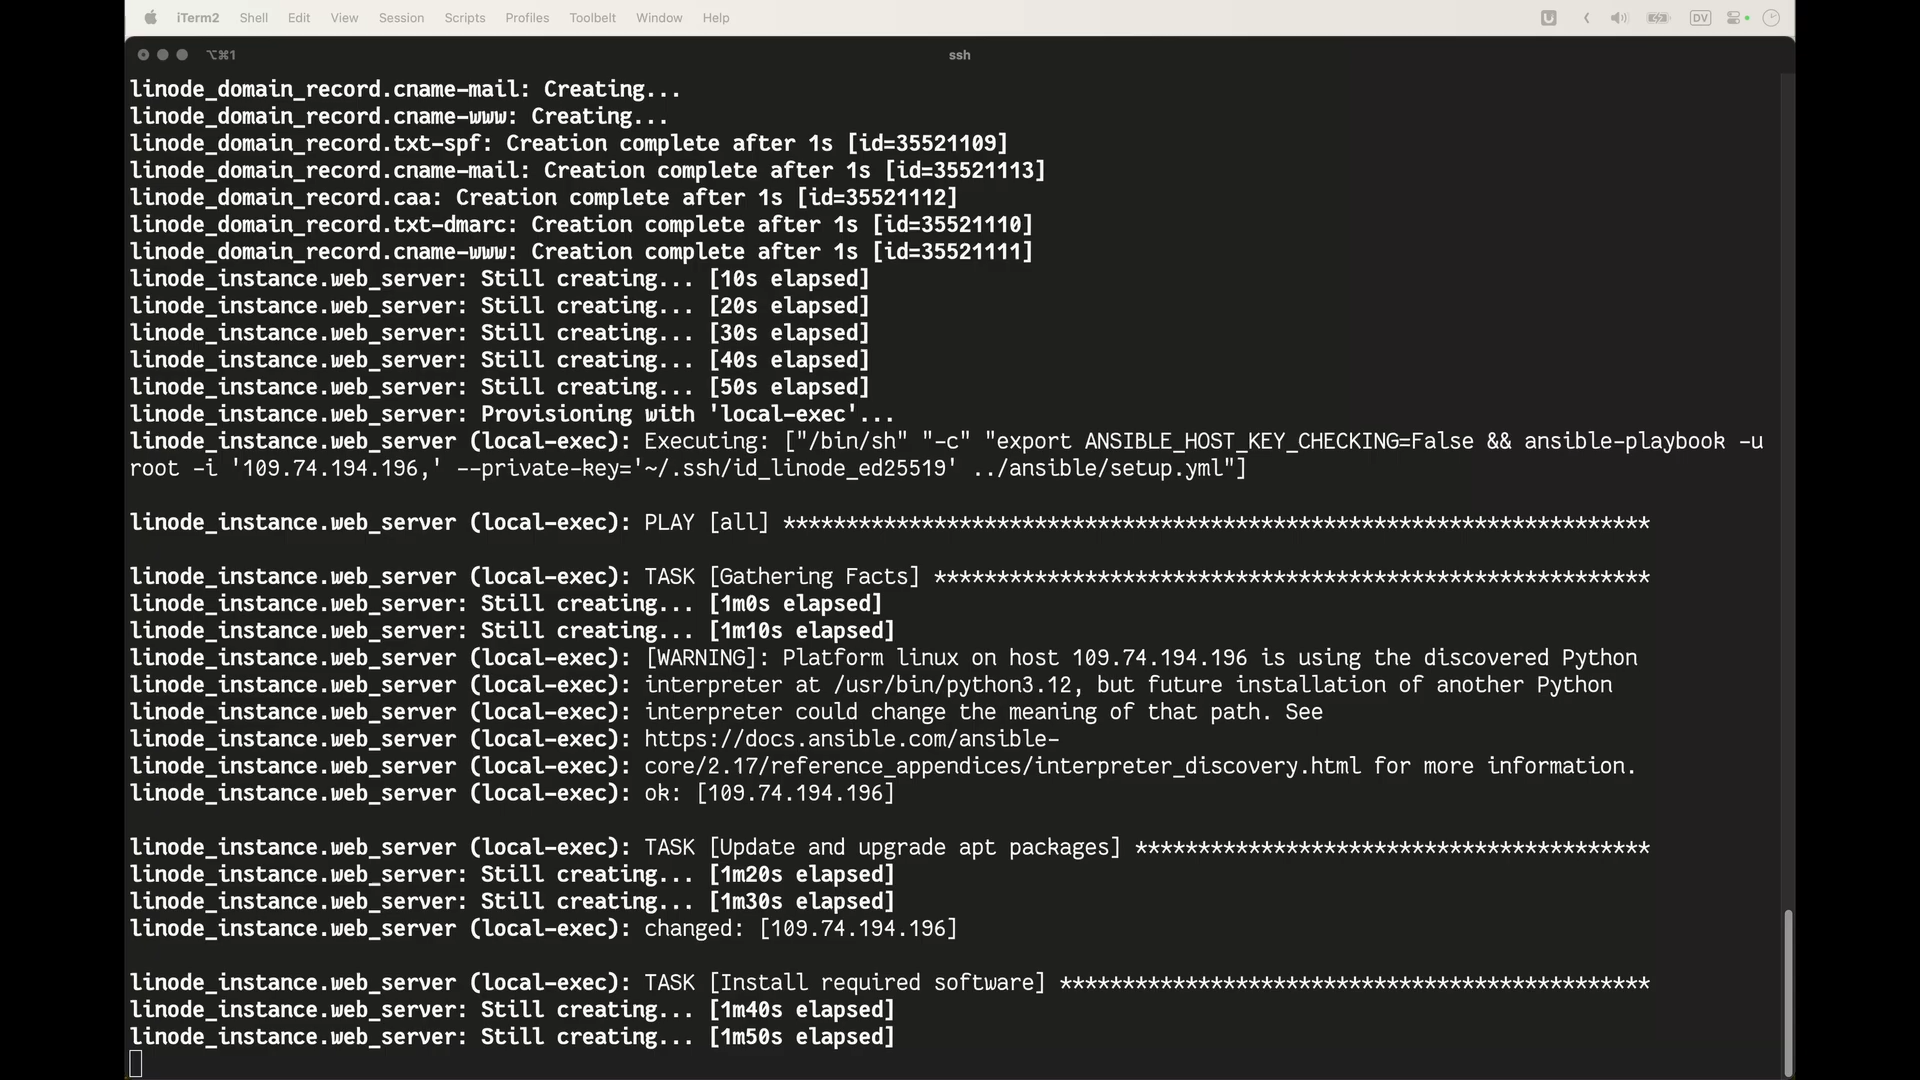 iTerm2 Shell Edit View Session Scripts Profiles Toolbelt Window Help DV
⌥⌘1 ssh
linode_domain_record.cname-mail: Creating...
linode_domain_record.cname-www: Creating...
linode_domain_record.txt-spf: Creation complete after 1s [id=35521109]
linode_domain_record.cname-mail: Creation complete after 1s [id=35521113]
linode_domain_record.caa: Creation complete after 1s [id=35521112]
linode_domain_record.txt-dmarc: Creation complete after 1s [id=35521110]
linode_domain_record.cname-www: Creation complete after 1s [id=35521111]
linode_instance.web_server: Still creating... [10s elapsed]
linode_instance.web_server: Still creating... [20s elapsed]
linode_instance.web_server: Still creating... [30s elapsed]
linode_instance.web_server: Still creating... [40s elapsed]
linode_instance.web_server: Still creating... [50s elapsed]
linode_instance.web_server: Provisioning with 'local-exec'...
linode_instance.web_server (local-exec): Executing: ["/bin/sh" "-c" "export ANSIBLE_HOST_KEY_CHECKING=False && ansible-playbook -u
root -i '109.74.194.196,' --private-key='~/.ssh/id_linode_ed25519' ../ansible/setup.yml"]
linode_instance.web_server (local-exec): PLAY [all] *********************************************************************
linode_instance.web_server (local-exec): TASK [Gathering Facts] *********************************************************
linode_instance.web_server: Still creating... [1m0s elapsed]
linode_instance.web_server: Still creating... [1m10s elapsed]
linode_instance.web_server (local-exec): [WARNING]: Platform linux on host 109.74.194.196 is using the discovered Python
linode_instance.web_server (local-exec): interpreter at /usr/bin/python3.12, but future installation of another Python
linode_instance.web_server (local-exec): interpreter could change the meaning of that path. See
linode_instance.web_server (local-exec): https://docs.ansible.com/ansible-
linode_instance.web_server (local-exec): core/2.17/reference_appendices/interpreter_discovery.html for more information.
linode_instance.web_server (local-exec): ok: [109.74.194.196]
linode_instance.web_server (local-exec): TASK [Update and upgrade apt packages] *****************************************
linode_instance.web_server: Still creating... [1m20s elapsed]
linode_instance.web_server: Still creating... [1m30s elapsed]
linode_instance.web_server (local-exec): changed: [109.74.194.196]
linode_instance.web_server (local-exec): TASK [Install required software] ***********************************************
linode_instance.web_server: Still creating... [1m40s elapsed]
linode_instance.web_server: Still creating... [1m50s elapsed]